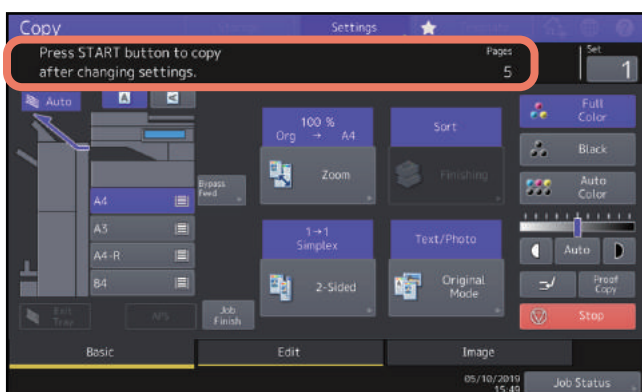 Copy
Settings
Press START button to copy
after changing settings.
Pages
5
Set
1
Auto
A
100 %
Org → A4
Zoom
Sort
Finishing
Full
Color
Black
Auto
Color
Bypass
Feed
A4
A3
A4-R
B4
1→1
Simplex
2-Sided
Text/Photo
Original
Mode
Auto
Proof
Copy
Exit
Tray
APS
Job
Finish
Stop
Basic
Edit
Image
05/10/2019
15:49
Job Status